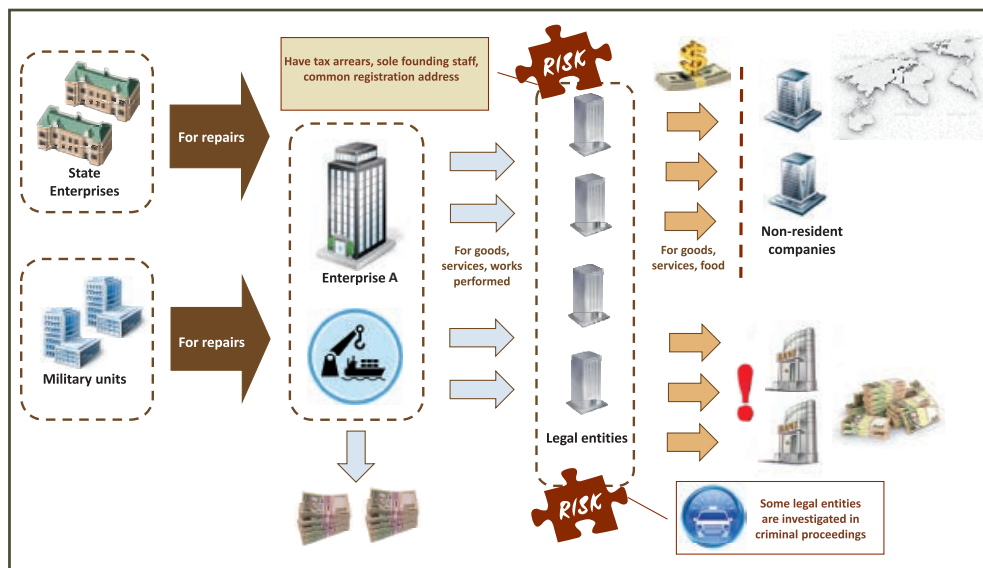 Have tax arrears, sole founding staff,
common registration address
RISK
For repairs
State
Enterprises
Enterprise A
For goods,
services, works
performed
For goods,
services, food
Non-resident
companies
For repairs
Military units
Legal entities
RISK
Some legal entities
are investigated in
criminal proceedings